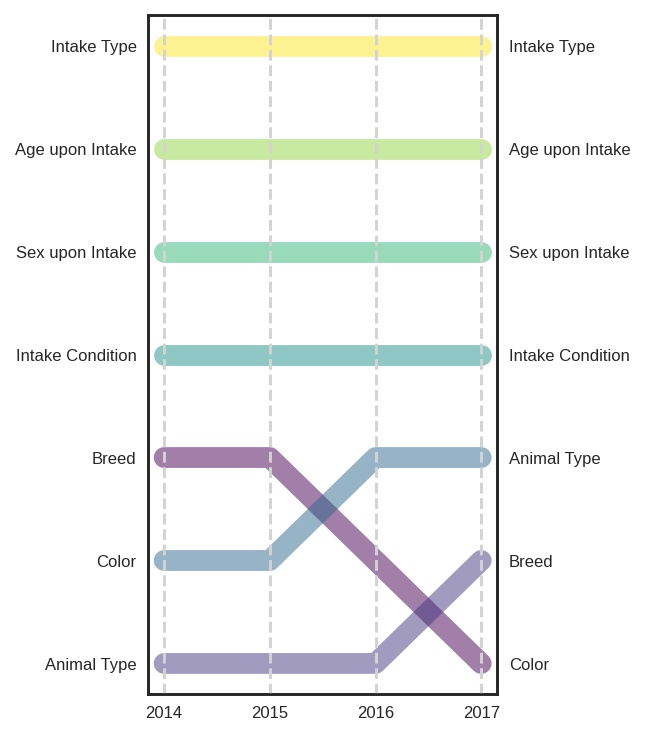 Intake Type Intake Type
Age upon Intake Age upon Intake
Sex upon Intake Sex upon Intake
Intake Condition Intake Condition
Breed Animal Type
Color Breed
Animal Type Color
2014 2015 2016 2017